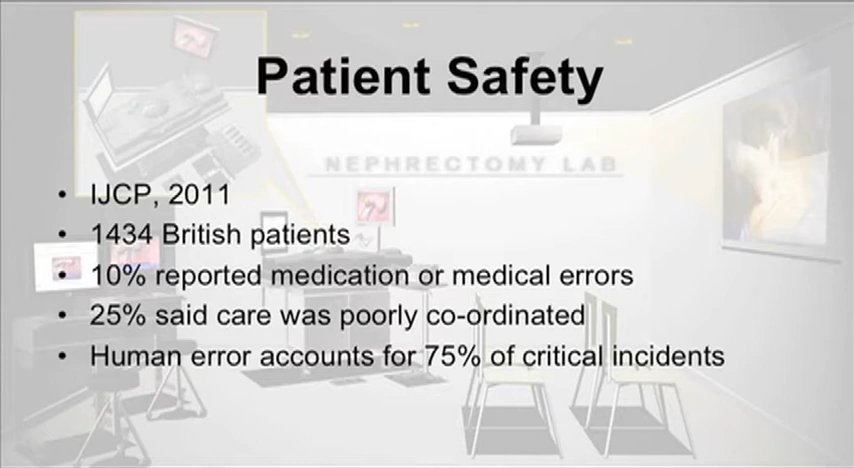 Patient Safety
NEPHRECTOMY LAB
• IJCP, 2011
• 1434 British patients
• 10% reported medication or medical errors
• 25% said care was poorly co-ordinated
• Human error accounts for 75% of critical incidents